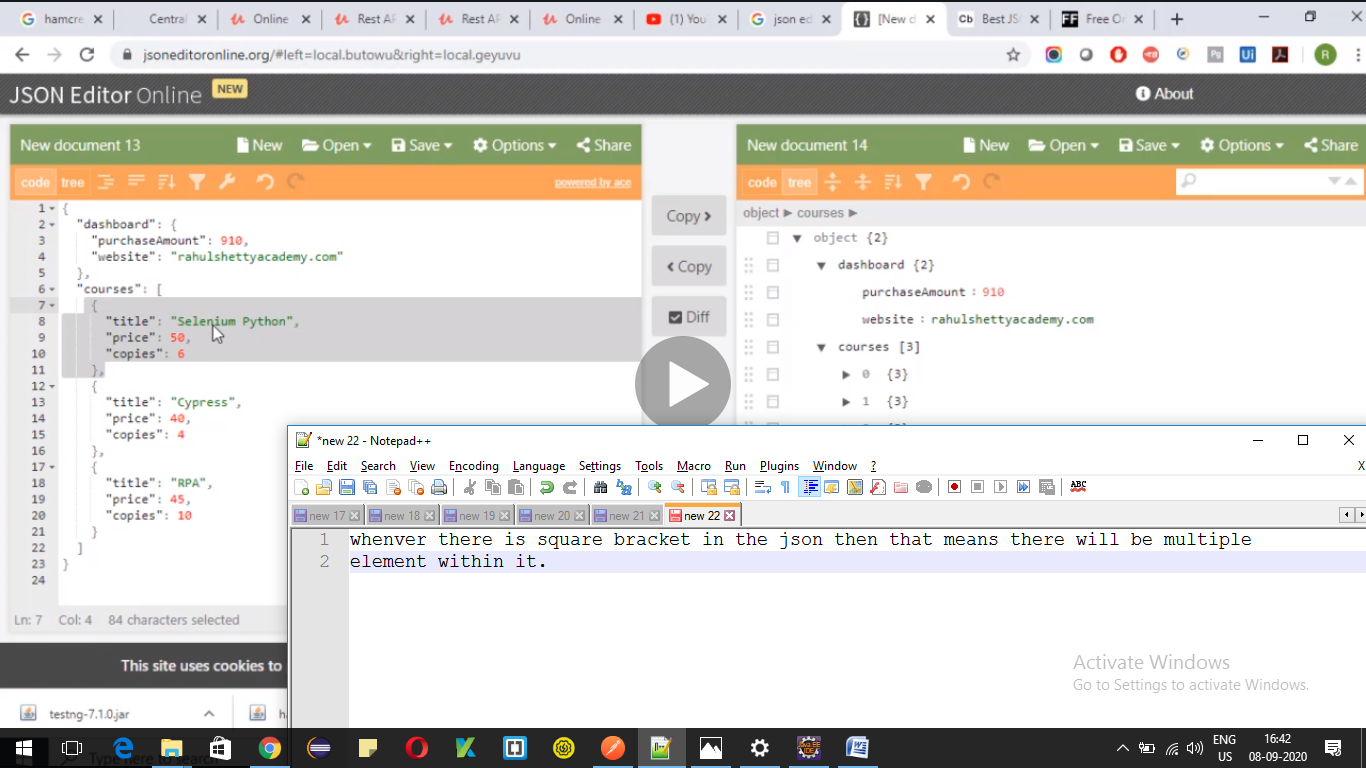 hamcre
Central
Online
Rest AF
Rest AF
Online
(1) You
json ed
[New d
Cb Best JS
FF Free O
jsoneditoronline.org/#left=local.butowu&right=local.geyuvu
R
JSON Editor Online NEW
About
New document 13 New Open Save Options Share
code tree powered by ace
1 {
2 "dashboard": {
3 "purchaseAmount": 910,
4 "website": "rahulshettyacademy.com"
5 },
6 "courses": [
7 {
8 "title": "Selenium Python",
9 "price": 50,
10 "copies": 6
11 },
12 {
13 "title": "Cypress",
14 "price": 40,
15 "copies": 4
16 },
17 {
18 "title": "RPA",
19 "price": 45,
20 "copies": 10
21 }
22 ]
23 }
24
Ln: 7 Col: 4 84 characters selected
Copy >
< Copy
Diff
New document 14 New Open Save Options Share
code tree
object ► courses ►
object {2}
dashboard {2}
purchaseAmount : 910
website : rahulshettyacademy.com
courses [3]
0 {3}
1 {3}
This site uses cookies to
testng-7.1.0.jar
*new 22 - Notepad++
File Edit Search View Encoding Language Settings Tools Macro Run Plugins Window ? X
ABC
new 17 new 18 new 19 new 20 new 21 new 22
1 whenver there is square bracket in the json then that means there will be multiple
2 element within it.
Activate Windows
Go to Settings to activate Windows.
Type here to search
ENG
US
16:42
08-09-2020